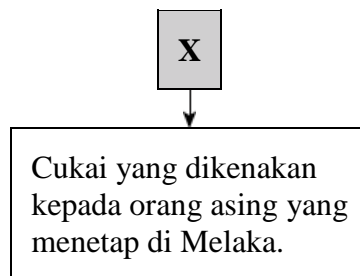 X
Cukai yang dikenakan
kepada orang asing yang
menetap di Melaka.